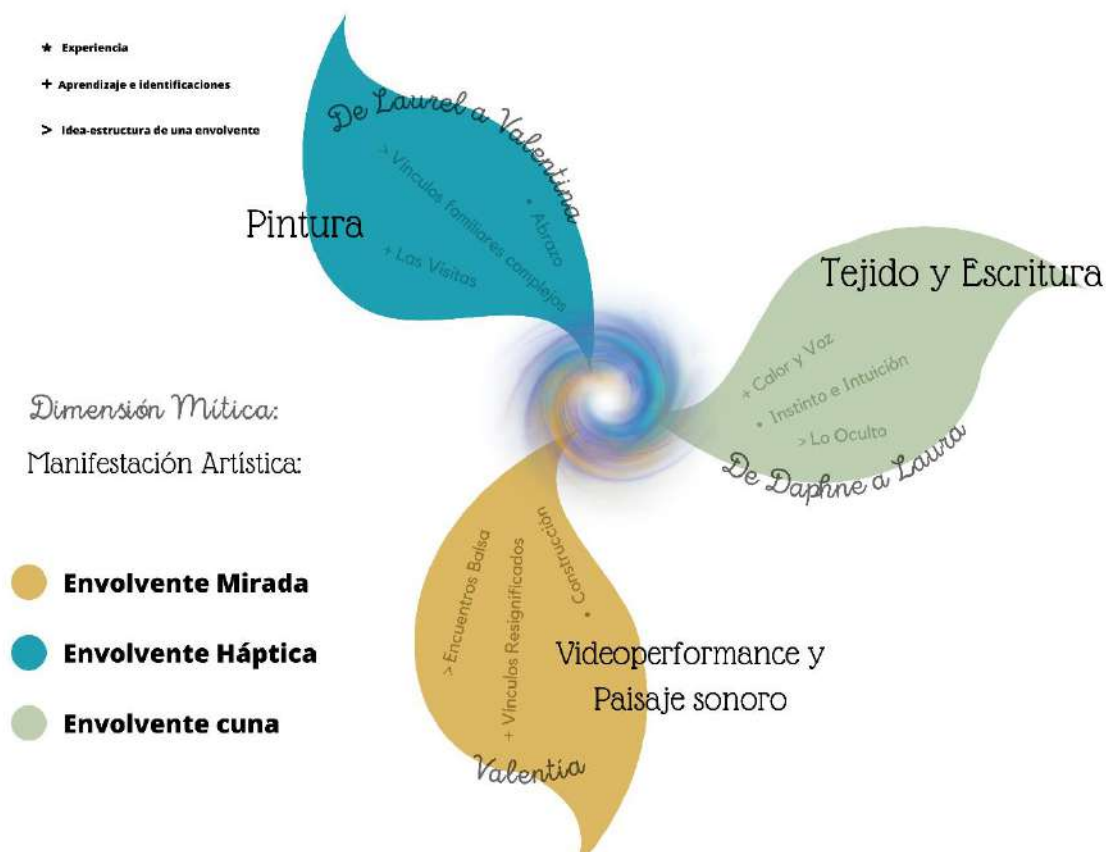 ★ Experiencia
+ Aprendizaje e identificaciones
> Idea-estructura de una envolvente
De Laurel a Valentina
> Vínculos familiares complejos
• Abrazo
+ Las Visitas
Pintura
Tejido y Escritura
+ Calor y Voz
• Instinto e Intuición
> Lo Oculto
De Daphne a Laura
Dimensión Mítica:
Manifestación Artística:
> Encuentros Balsa
+ Vínculos Resignificados
• Construcción
Videoperformance y
Paisaje sonoro
Valentía
Envolvente Mirada
Envolvente Háptica
Envolvente cuna